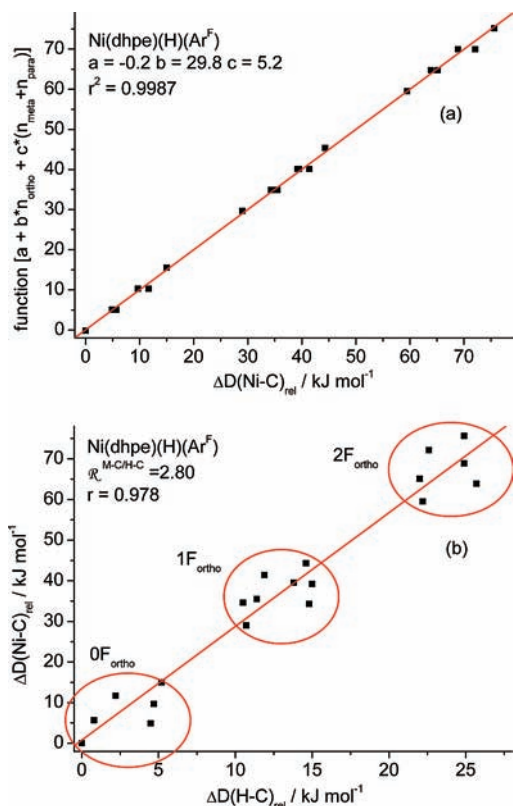 Ni(dhpe)(H)(Ar^F)
a = -0.2 b = 29.8 c = 5.2
r² = 0.9987
(a)
function [a + b*n_ortho + c*(n_meta+n_para)]
70
60
50
40
30
20
10
0
0 10 20 30 40 50 60 70
ΔD(Ni-C)_rel / kJ mol⁻¹
Ni(dhpe)(H)(Ar^F)
ℛ^M-C/H-C =2.80
r = 0.978
2F_ortho
(b)
1F_ortho
0F_ortho
ΔD(Ni-C)_rel / kJ mol⁻¹
70
60
50
40
30
20
10
0
0 5 10 15 20 25
ΔD(H-C)_rel / kJ mol⁻¹